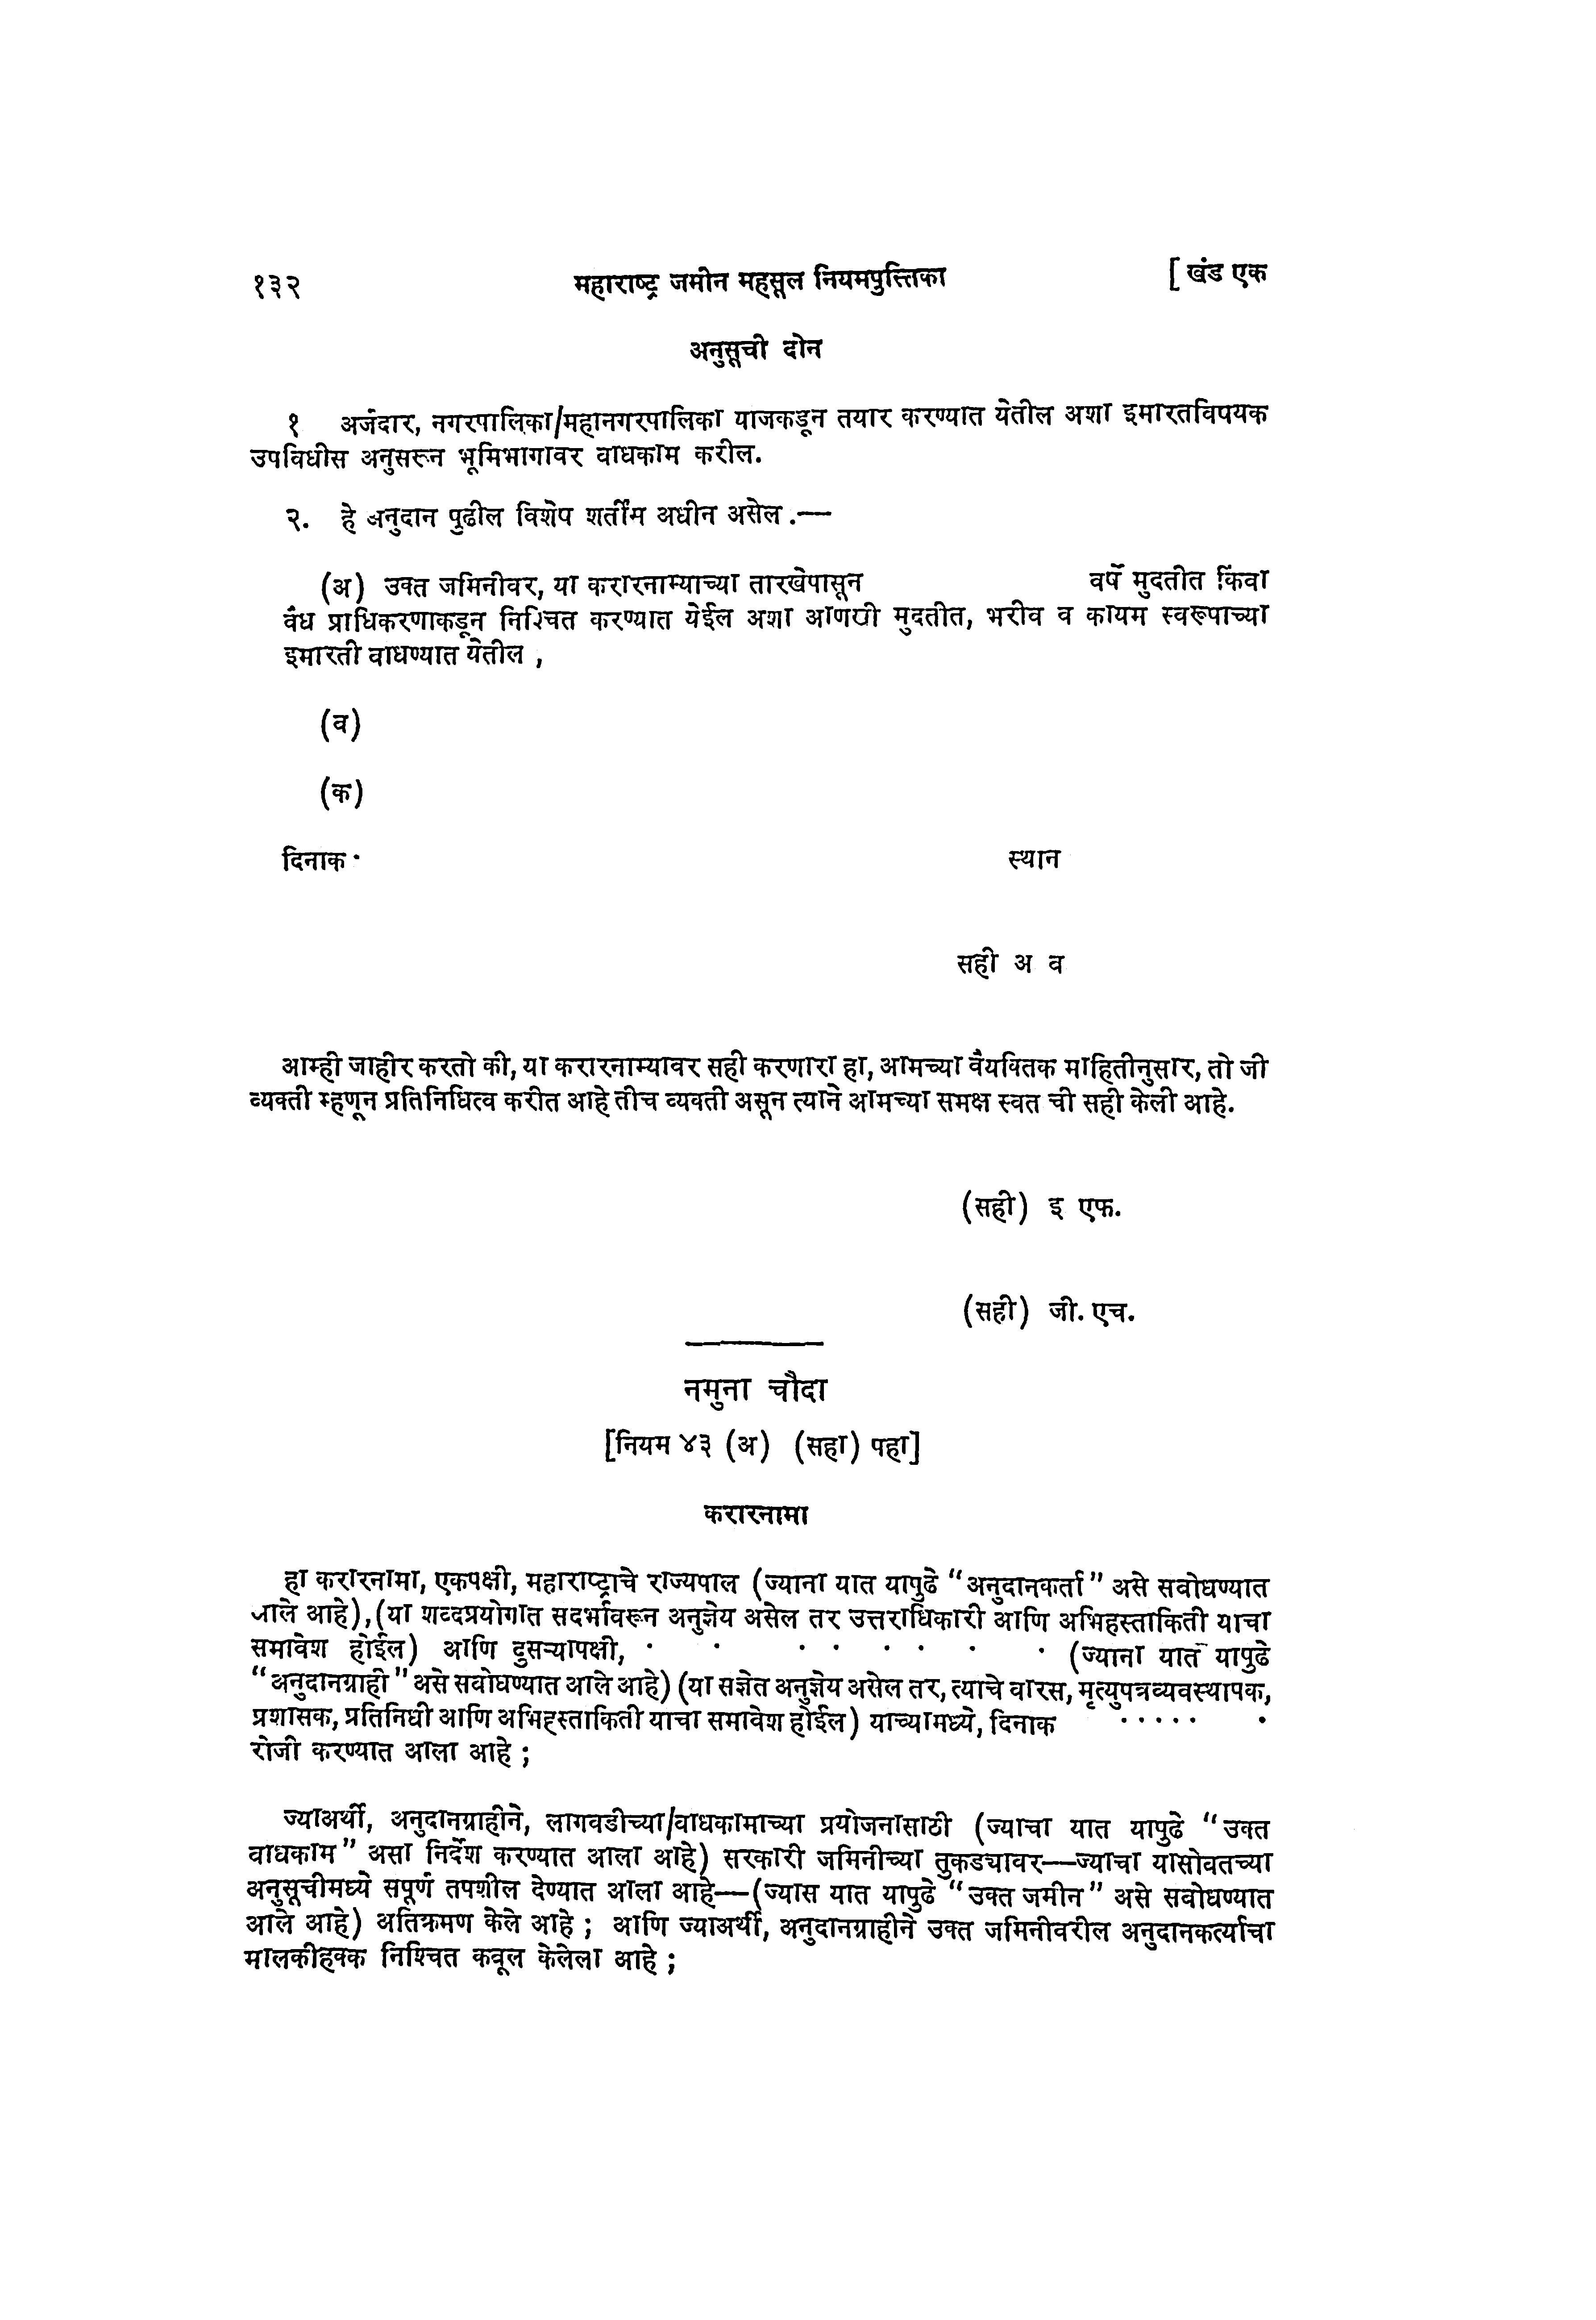 १३२ महाराष्ट्र जमीन महसूल नियमपुस्तिका [ खंड एक
अनुसूची दोन
१ अर्जदार, नगरपालिका/महानगरपालिका याजकडून तयार करण्यात येतील अशा इमारतविषयक
उपविधीस अनुसरून भूमिभागावर बाधकाम करील.
२. हे अनुदान पुढील विशेष शर्तींस अधीन असेल .—
(अ) उक्त जमिनीवर, या करारनाम्याच्या तारखेपासून वर्षे मुदतीत किंवा
वैध प्राधिकरणाकडून निश्चित करण्यात येईल अशा आणखी मुदतीत, भरीव व कायम स्वरूपाच्या
इमारती बाधण्यात येतील ,
(ब)
(क)
दिनाक · स्थान
सही अ ब
आम्ही जाहीर करतो की, या करारनाम्यावर सही करणारा हा, आमच्या वैयक्तिक माहितीनुसार, तो जी
व्यक्ती म्हणून प्रतिनिधित्व करीत आहे तीच व्यक्ती असून त्याने आमच्या समक्ष स्वत ची सही केली आहे.
(सही) इ एफ.
(सही) जी. एच.
नमुना चौदा
[नियम ४३ (अ) (सहा) पहा]
करारनामा
हा करारनामा, एकपक्षी, महाराष्ट्राचे राज्यपाल (ज्याना यात यापुढे “अनुदानकर्ता” असे सबोधण्यात
आले आहे), (या शब्दप्रयोगात सदर्भावरून अनुज्ञेय असेल तर उत्तराधिकारी आणि अभिहस्ताकिती याचा
समावेश होईल) आणि दुसऱ्यापक्षी, · · · · · · · · (ज्याना यात यापुढे
“अनुदानग्राही” असे सबोधण्यात आले आहे) (या सज्ञेत अनुज्ञेय असेल तर, त्याचे वारस, मृत्युपत्रव्यवस्थापक,
प्रशासक, प्रतिनिधी आणि अभिहस्ताकिती याचा समावेश होईल) याच्यामध्ये, दिनाक · · · · · ·
रोजी करण्यात आला आहे ;
ज्याअर्थी, अनुदानग्राहीने, लागवडीच्या/बाधकामाच्या प्रयोजनासाठी (ज्याचा यात यापुढे “उक्त
बाधकाम” असा निर्देश करण्यात आला आहे) सरकारी जमिनीच्या तुकड्यावर—ज्याचा यासोबतच्या
अनुसूचीमध्ये सपूर्ण तपशील देण्यात आला आहे—(ज्यास यात यापुढे “उक्त जमीन” असे सबोधण्यात
आले आहे) अतिक्रमण केले आहे ; आणि ज्याअर्थी, अनुदानग्राहीने उक्त जमिनीवरील अनुदानकर्त्याचा
मालकीहक्क निश्चित कबूल केलेला आहे ;